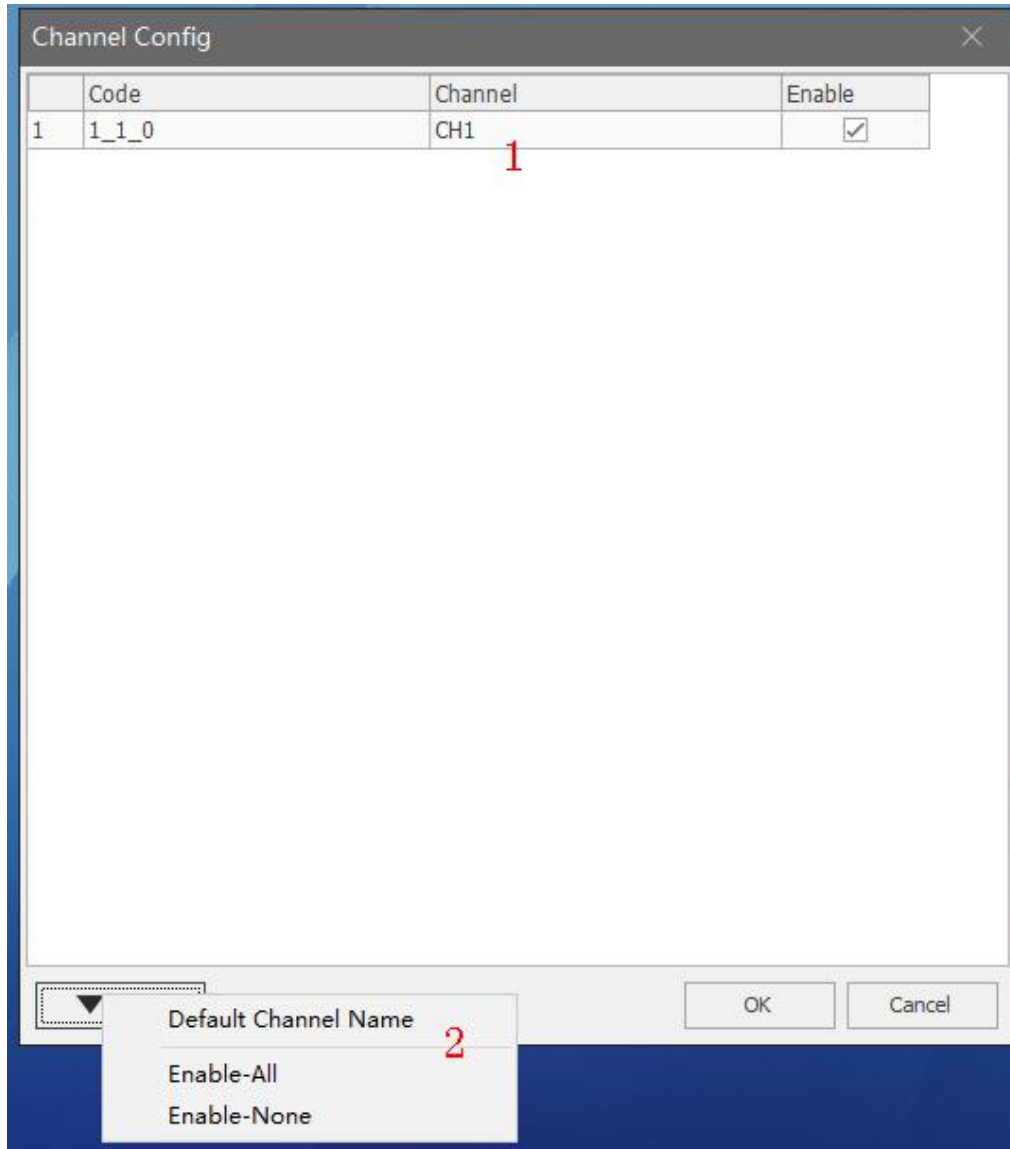 Channel Config
Code Channel Enable
1 1_1_0 CH1
1
Default Channel Name
2
Enable-All
Enable-None
OK Cancel